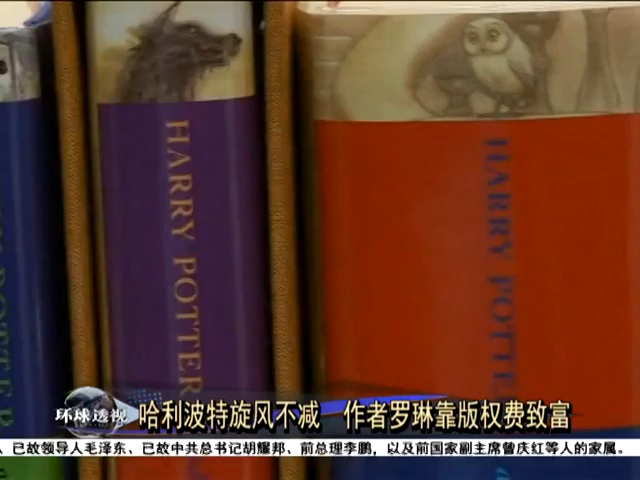 HARRY POTTER
HARRY POTTE
POTTER
环球透视
哈利波特旋风不减 作者罗琳靠版权费致富
、已故领导人毛泽东、已故中共总书记胡耀邦、前总理李鹏，以及前国家副主席曾庆红等人的家属。